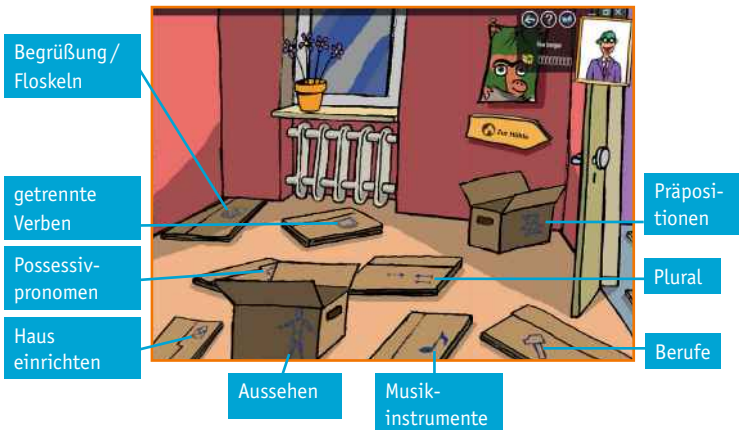 Begrüßung/
Floskeln
getrennte
Verben
Possessiv-
pronomen
Haus
einrichten
Aussehen
Musik-
instrumente
Zur Höhle
Präposi-
tionen
Plural
Berufe